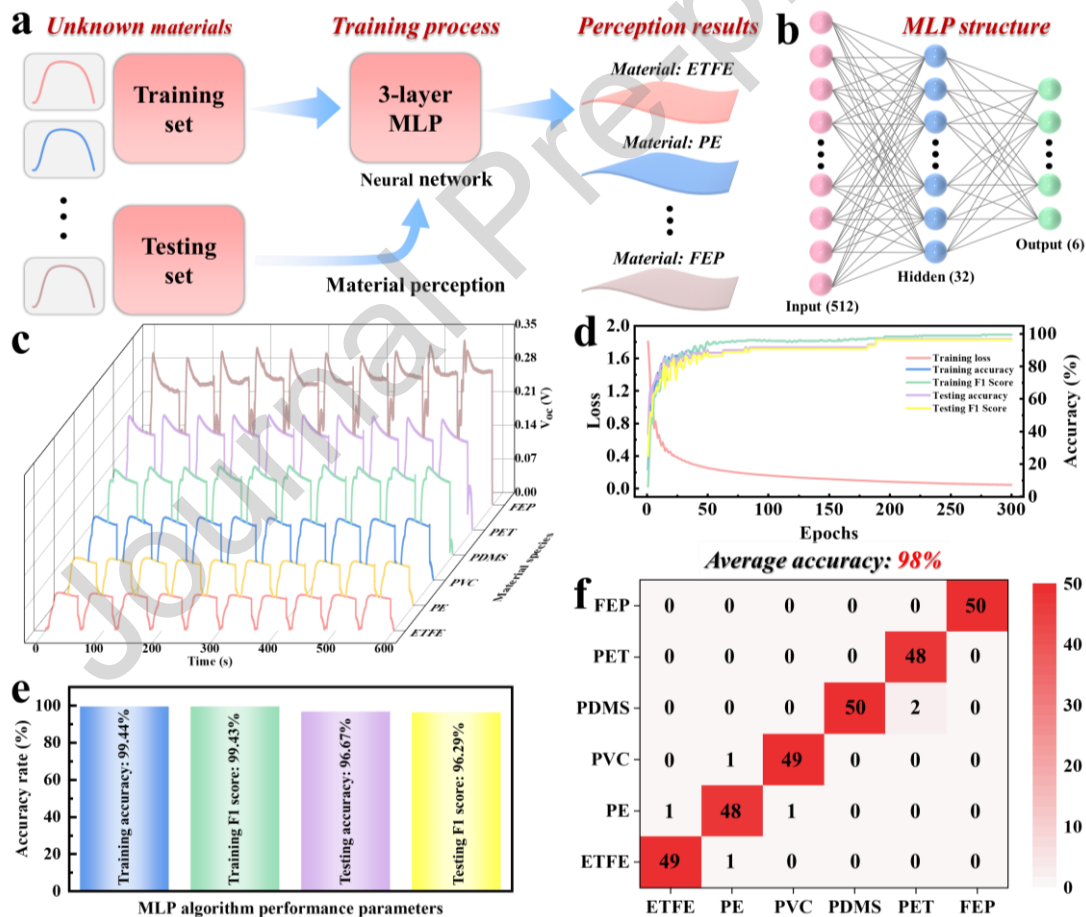 a
Unknown materials
Training process
Perception results
Training
set
3-layer
MLP
Neural network
Testing
set
Material perception
Material: ETFE
Material: PE
Material: FEP
b
MLP structure
Input (512)
Hidden (32)
Output (6)
Journal Pre-p
c
0.35
0.28
0.21
0.14
0.07
0.00
Voc (V)
FEP
PET
PDMS
PVC
PE
ETFE
Material species
0
100
200
300
400
500
600
Time (s)
d
2.0
1.6
1.2
0.8
0.4
0.0
Loss
Training loss
Training accuracy
Training F1 Score
Testing accuracy
Testing F1 Score
100
80
60
40
20
0
Accuracy (%)
0 50 100 150 200 250 300
Epochs
e
100
80
60
40
20
0
Accuracy rate (%)
Training accuracy: 99.44%
Training F1 score: 99.43%
Testing accuracy: 96.67%
Testing F1 score: 96.29%
MLP algorithm performance parameters
Average accuracy: 98%
f
FEP 0 0 0 0 0 50
PET 0 0 0 0 48 0
PDMS 0 0 0 50 2 0
PVC 0 1 49 0 0 0
PE 1 48 1 0 0 0
ETFE 49 1 0 0 0 0
ETFE PE PVC PDMS PET FEP
50
40
30
20
10
0